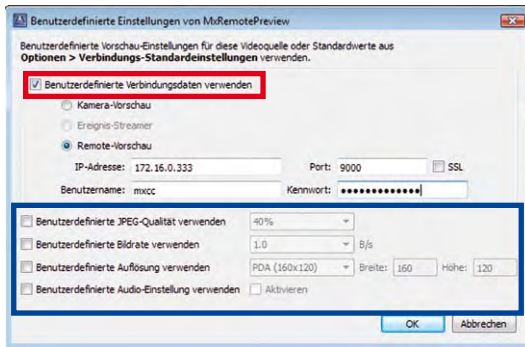 Benutzerdefinierte Einstellungen von MxRemotePreview
Benutzerdefinierte Vorschau-Einstellungen für diese Videoquelle oder Standardwerte aus
Optionen > Verbindungs-Standardeinstellungen verwenden.
Benutzerdefinierte Verbindungsdaten verwenden
Kamera-Vorschau
Ereignis-Streamer
Remote-Vorschau
IP-Adresse: 172.16.0.333 Port: 9000 SSL
Benutzername: mxcc Kennwort: •••••••••••••
Benutzerdefinierte JPEG-Qualität verwenden 40%
Benutzerdefinierte Bildrate verwenden 1.0 B/s
Benutzerdefinierte Auflösung verwenden PDA (160x120) Breite: 160 Höhe: 120
Benutzerdefinierte Audio-Einstellung verwenden Aktivieren
OK Abbrechen